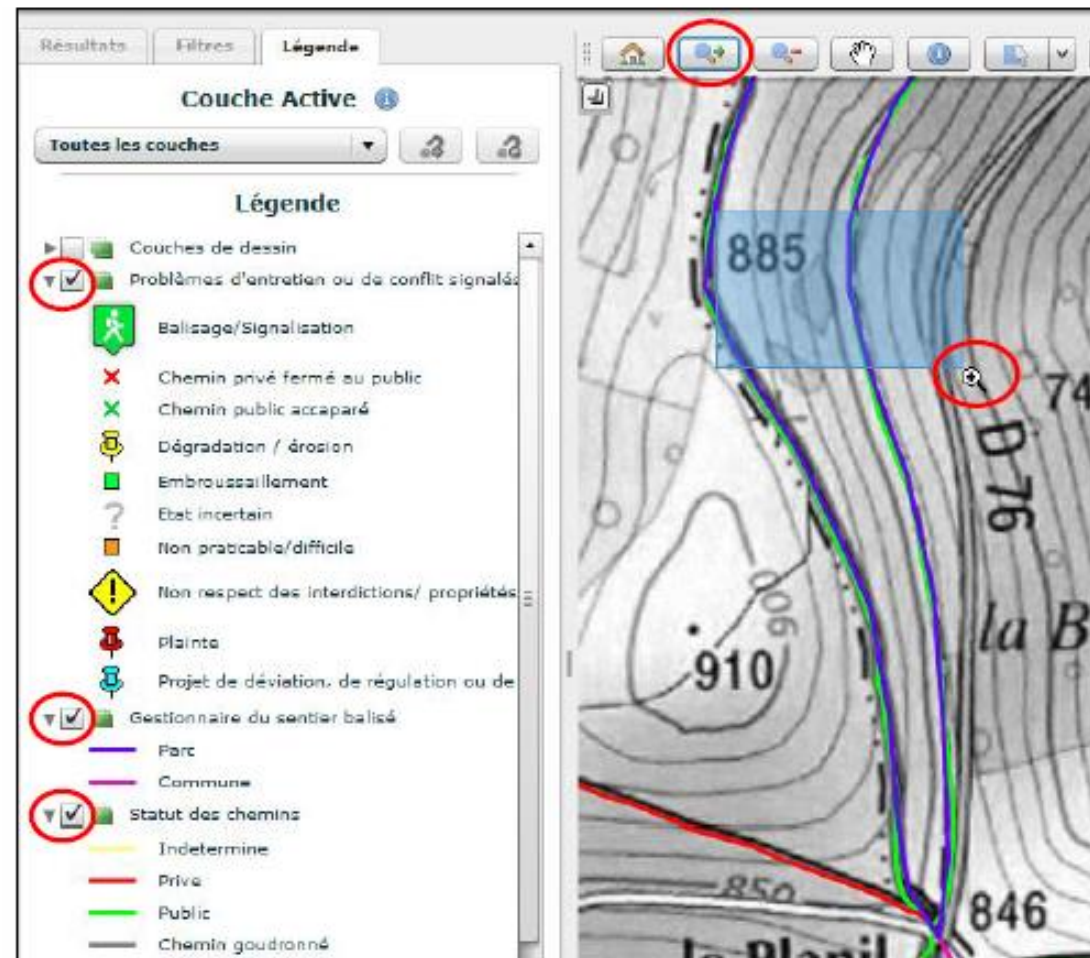 Résultats Filtres Légende
Couche Active
Toutes les couches
Légende
Couches de dessin
Problèmes d'entretien ou de conflit signalés
Balisage/Signalisation
Chemin privé fermé au public
Chemin public accaparé
Dégradation / érosion
Embroussaillement
Etat incertain
Non praticable/difficile
Non respect des interdictions/ propriétés
Plainte
Projet de déviation, de régulation ou de
Gestionnaire du sentier balisé
Parc
Commune
Statut des chemins
Indetermine
Prive
Public
Chemin goudronné
885
74
D 76
900
910
la B
850
846
la Planil